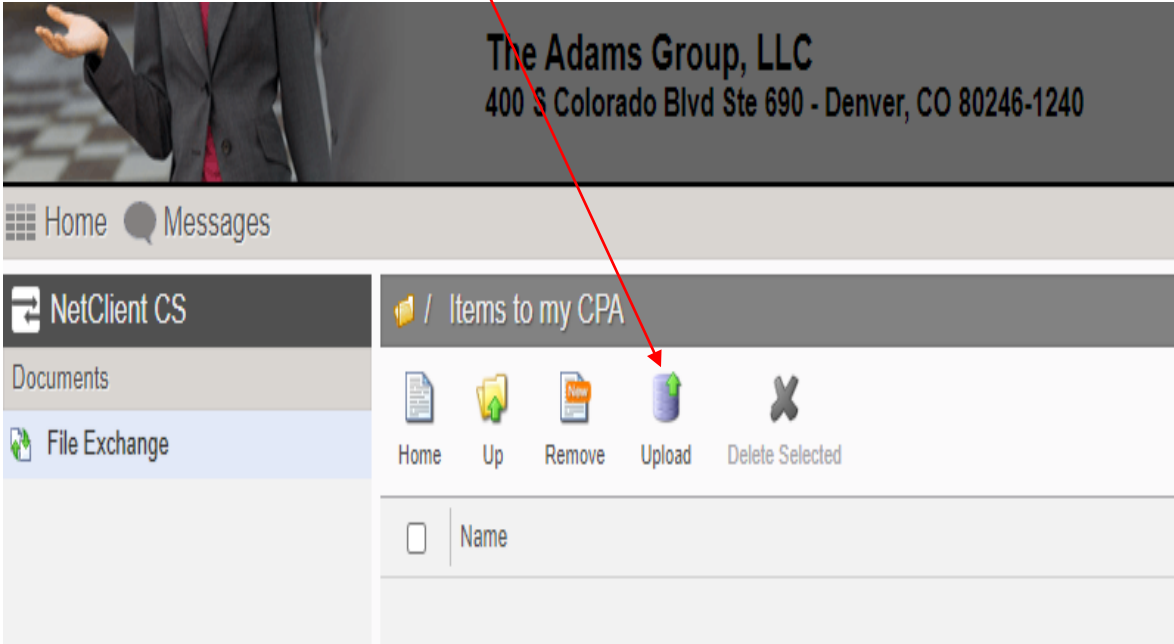 The Adams Group, LLC
400 S Colorado Blvd Ste 690 - Denver, CO 80246-1240
Home Messages
NetClient CS
/ Items to my CPA
Documents
File Exchange
New
Home Up Remove Upload Delete Selected
Name